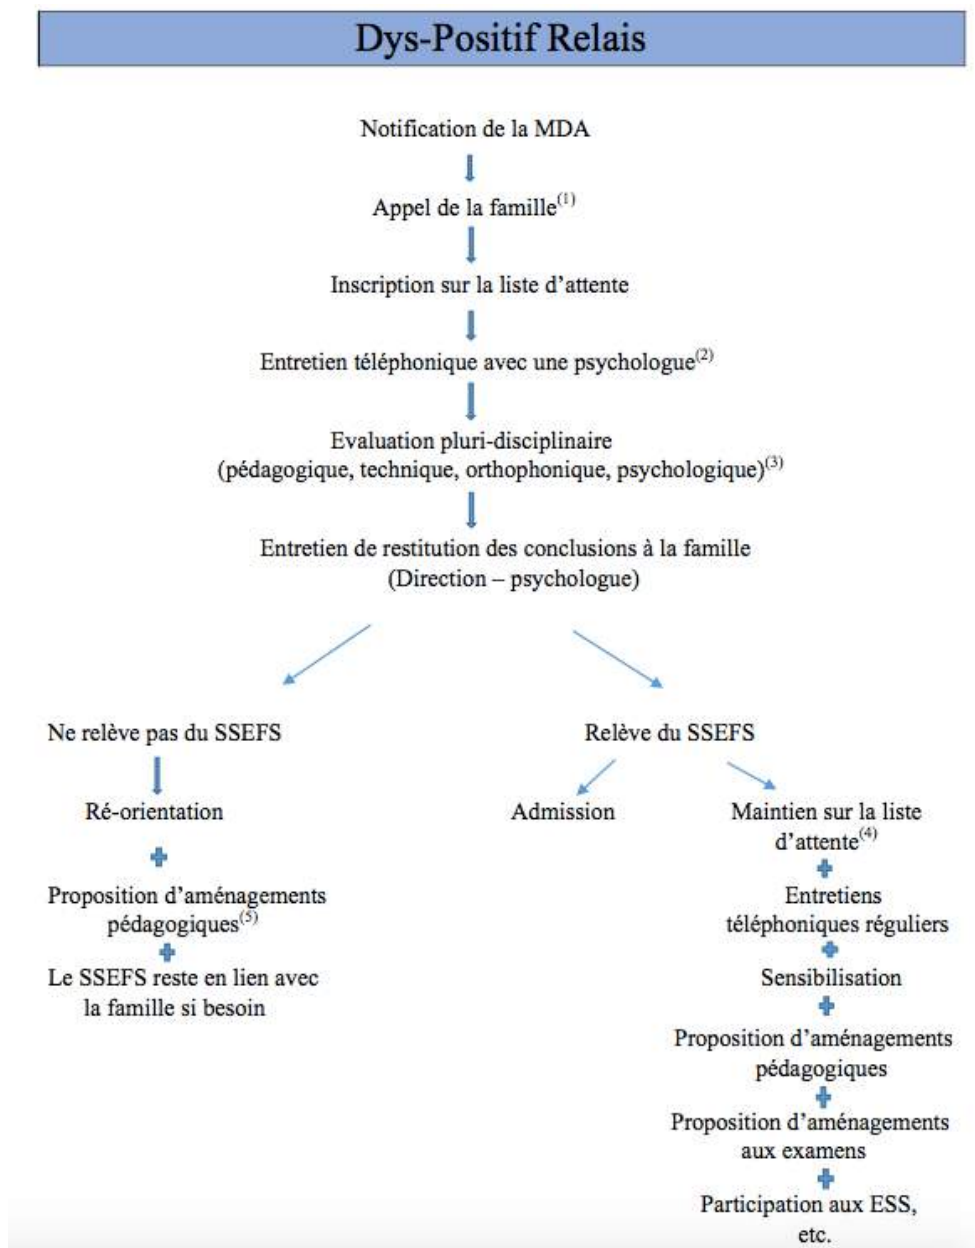 Dys-Positif Relais
Notification de la MDA
Appel de la famille(1)
Inscription sur la liste d’attente
Entretien téléphonique avec une psychologue(2)
Evaluation pluri-disciplinaire
(pédagogique, technique, orthophonique, psychologique)(3)
Entretien de restitution des conclusions à la famille
(Direction – psychologue)
Ne relève pas du SSEFS
Ré-orientation
Proposition d’aménagements
pédagogiques(5)
Le SSEFS reste en lien avec
la famille si besoin
Relève du SSEFS
Admission
Maintien sur la liste
d’attente(4)
Entretiens
téléphoniques réguliers
Sensibilisation
Proposition d’aménagements
pédagogiques
Proposition d’aménagements
aux examens
Participation aux ESS,
etc.